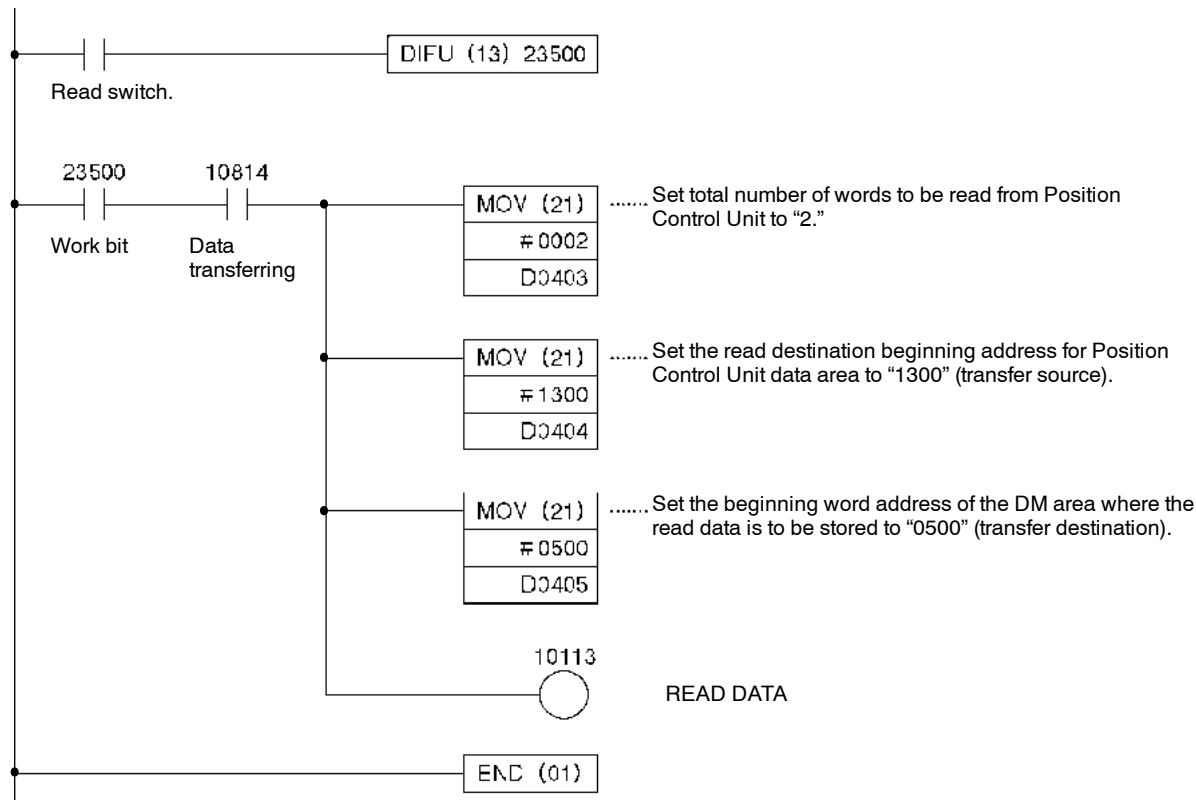 DIFU (13) 23500
Read switch.
23500
10814
Work bit
Data
transferring
MOV (21)
#0002
D0403
....... Set total number of words to be read from Position
Control Unit to “2.”
MOV (21)
#1300
D0404
....... Set the read destination beginning address for Position
Control Unit data area to “1300” (transfer source).
MOV (21)
#0500
D0405
....... Set the beginning word address of the DM area where the
read data is to be stored to “0500” (transfer destination).
10113
READ DATA
END (01)